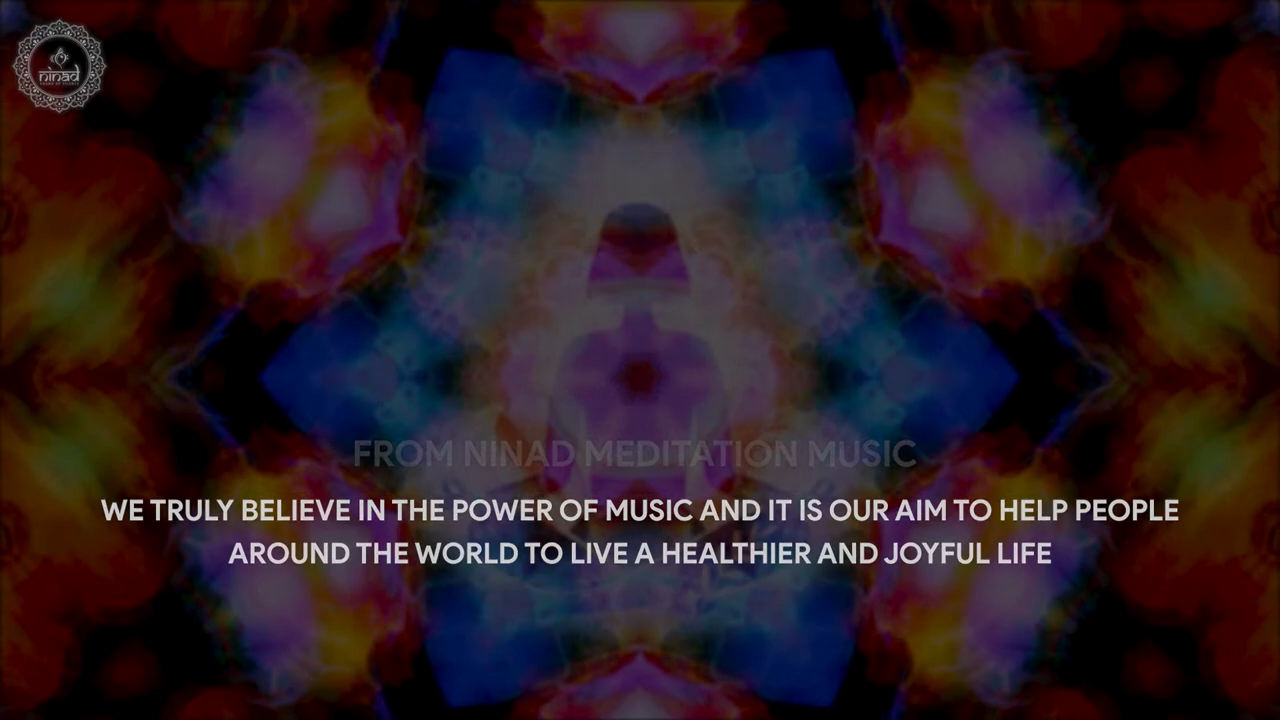 ninad
FROM NINAD MEDITATION MUSIC
WE TRULY BELIEVE IN THE POWER OF MUSIC AND IT IS OUR AIM TO HELP PEOPLE
AROUND THE WORLD TO LIVE A HEALTHIER AND JOYFUL LIFE